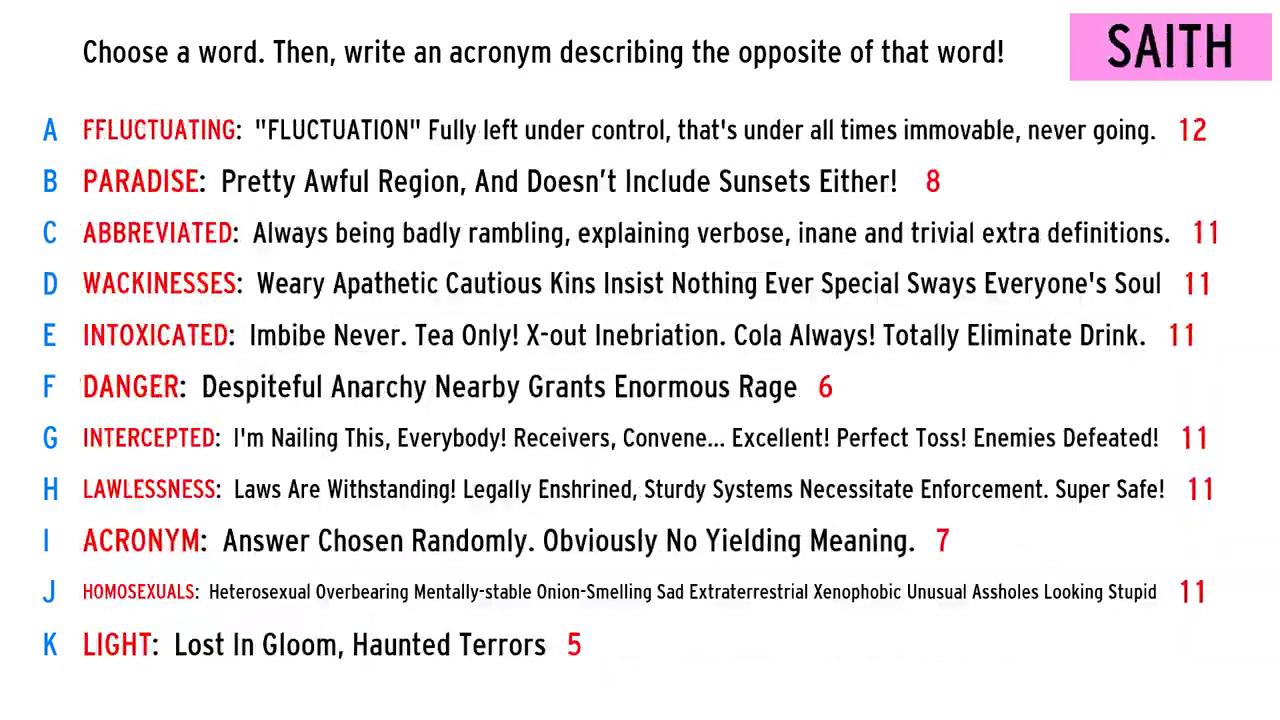 Choose a word. Then, write an acronym describing the opposite of that word!
SAITH
A FFLUCTUATING: "FLUCTUATION" Fully left under control, that's under all times immovable, never going. 12
B PARADISE: Pretty Awful Region, And Doesn’t Include Sunsets Either! 8
C ABBREVIATED: Always being badly rambling, explaining verbose, inane and trivial extra definitions. 11
D WACKINESSES: Weary Apathetic Cautious Kins Insist Nothing Ever Special Sways Everyone's Soul 11
E INTOXICATED: Imbibe Never. Tea Only! X-out Inebriation. Cola Always! Totally Eliminate Drink. 11
F DANGER: Despiteful Anarchy Nearby Grants Enormous Rage 6
G INTERCEPTED: I'm Nailing This, Everybody! Receivers, Convene... Excellent! Perfect Toss! Enemies Defeated! 11
H LAWLESSNESS: Laws Are Withstanding! Legally Enshrined, Sturdy Systems Necessitate Enforcement. Super Safe! 11
I ACRONYM: Answer Chosen Randomly. Obviously No Yielding Meaning. 7
J HOMOSEXUALS: Heterosexual Overbearing Mentally-stable Onion-Smelling Sad Extraterrestrial Xenophobic Unusual Assholes Looking Stupid 11
K LIGHT: Lost In Gloom, Haunted Terrors 5